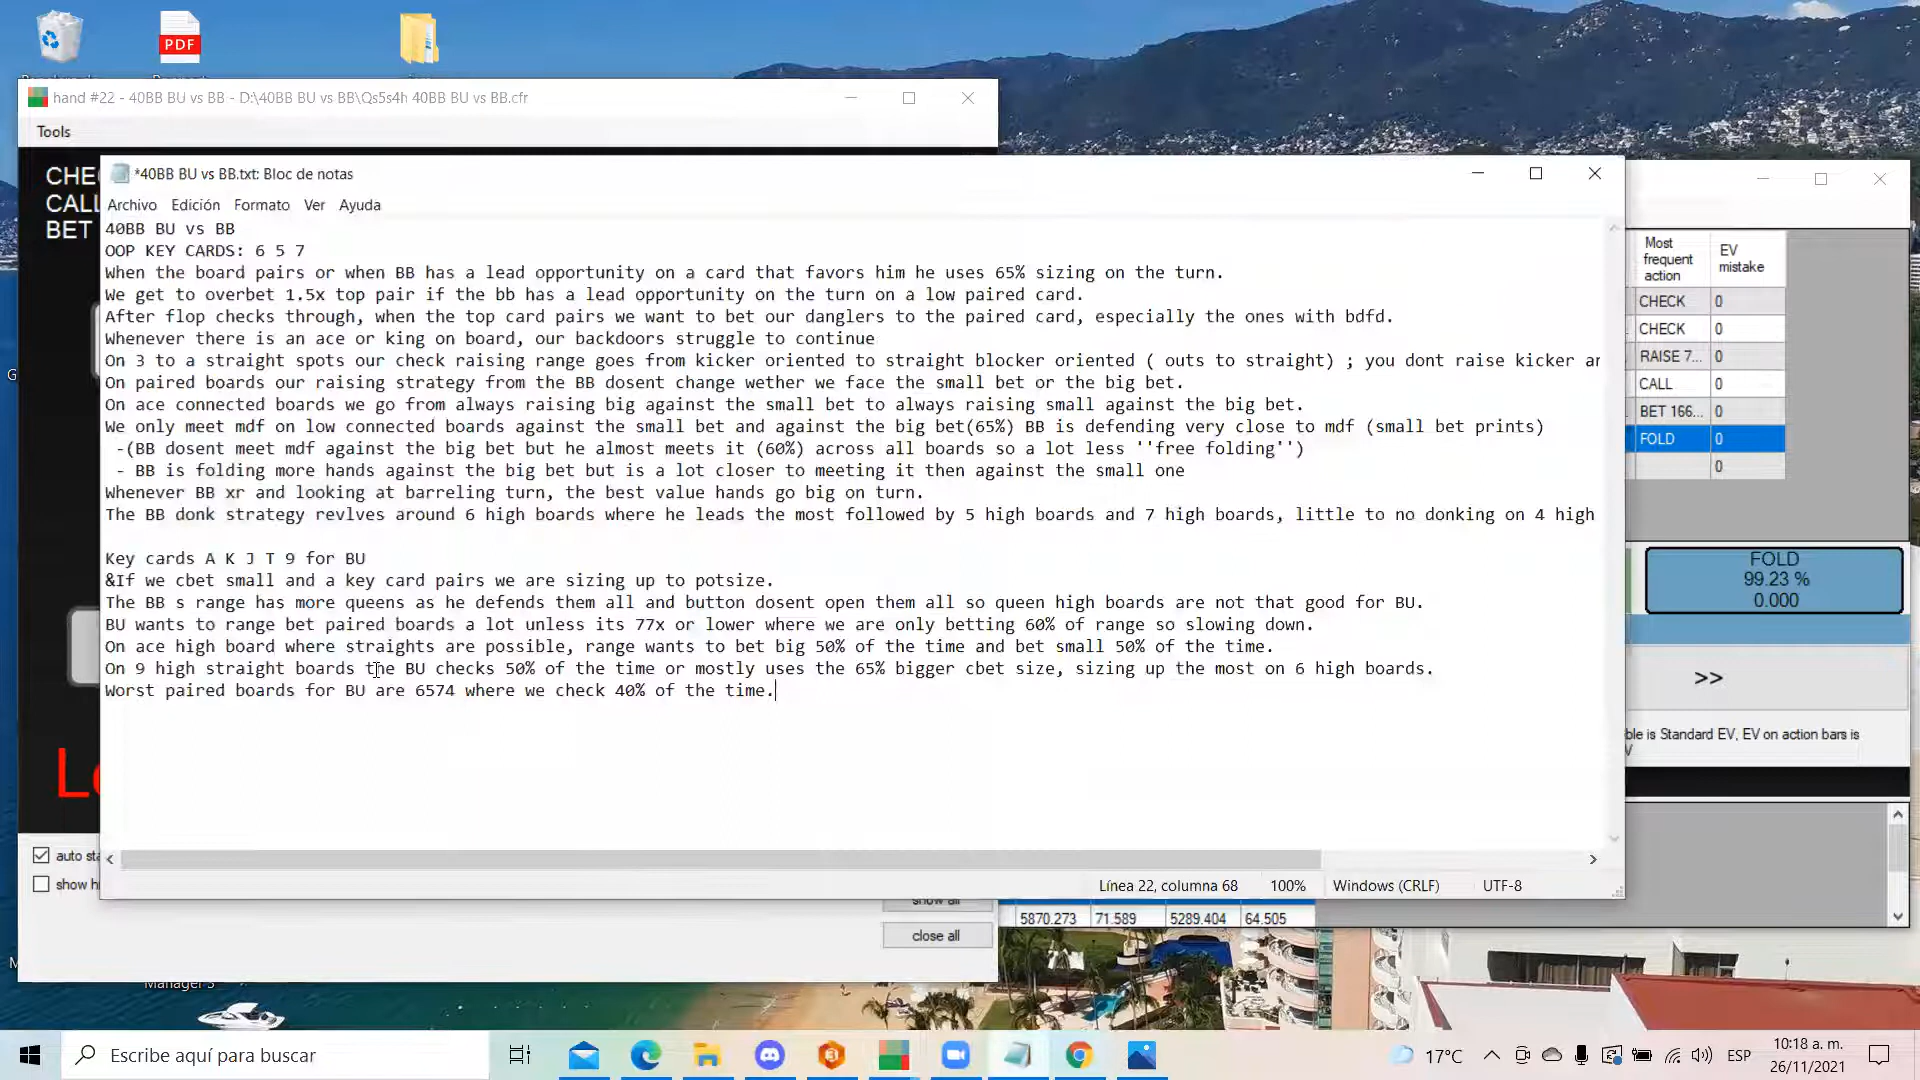 PDF
hand #22 - 40BB BU vs BB - D:\40BB BU vs BB\Qs5s4h 40BB BU vs BB.cfr
Tools
CALL
BET
*40BB BU vs BB.txt: Bloc de notas
Archivo Edición Formato Ver Ayuda
40BB BU vs BB
OOP KEY CARDS: 6 5 7
When the board pairs or when BB has a lead opportunity on a card that favors him he uses 65% sizing on the turn.
We get to overbet 1.5x top pair if the bb has a lead opportunity on the turn on a low paired card.
After flop checks through, when the top card pairs we want to bet our danglers to the paired card, especially the ones with bdfd.
Whenever there is an ace or king on board, our backdoors struggle to continue
On 3 to a straight spots our check raising range goes from kicker oriented to straight blocker oriented ( outs to straight) ; you dont raise kicker ar
On paired boards our raising strategy from the BB dosent change wether we face the small bet or the big bet.
On ace connected boards we go from always raising big against the small bet to always raising small against the big bet.
We only meet mdf on low connected boards against the small bet and against the big bet(65%) BB is defending very close to mdf (small bet prints)
-(BB dosent meet mdf against the big bet but he almost meets it (60%) across all boards so a lot less ''free folding'')
- BB is folding more hands against the big bet but is a lot closer to meeting it then against the small one
Whenever BB xr and looking at barreling turn, the best value hands go big on turn.
The BB donk strategy revlves around 6 high boards where he leads the most followed by 5 high boards and 7 high boards, little to no donking on 4 high
Key cards A K J T 9 for BU
&If we cbet small and a key card pairs we are sizing up to potsize.
The BB s range has more queens as he defends them all and button dosent open them all so queen high boards are not that good for BU.
BU wants to range bet paired boards a lot unless its 77x or lower where we are only betting 60% of range so slowing down.
On ace high board where straights are possible, range wants to bet big 50% of the time and bet small 50% of the time.
On 9 high straight boards the BU checks 50% of the time or mostly uses the 65% bigger cbet size, sizing up the most on 6 high boards.
Worst paired boards for BU are 6574 where we check 40% of the time.
Línea 22, columna 68 100% Windows (CRLF) UTF-8
Most frequent action EV mistake
CHECK 0
CHECK 0
RAISE 7... 0
CALL 0
BET 166... 0
FOLD 0
0
FOLD
99.23 %
0.000
>>
ble is Standard EV, EV on action bars is
auto sta
show hi
show all
close all
5870.273 71.589 5289.404 64.505
Manager 3
Escribe aquí para buscar
17°C
ESP
10:18 a. m.
26/11/2021